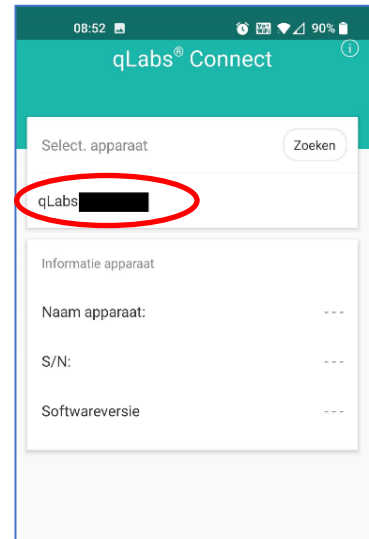 08:52 90%
qLabs® Connect
Select. apparaat Zoeken
qLabs
Informatie apparaat
Naam apparaat: ---
S/N: ---
Softwareversie ---